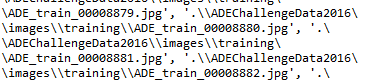 \ADE_train_00008879.jpg', '.\\ADEChallengeData2016\
\images\\training\\ADE_train_00008880.jpg', '.\
\ADEChallengeData2016\\images\\training\
\ADE_train_00008881.jpg', '.\\ADEChallengeData2016\
\images\\training\\ADE_train_00008882.jpg', '.\